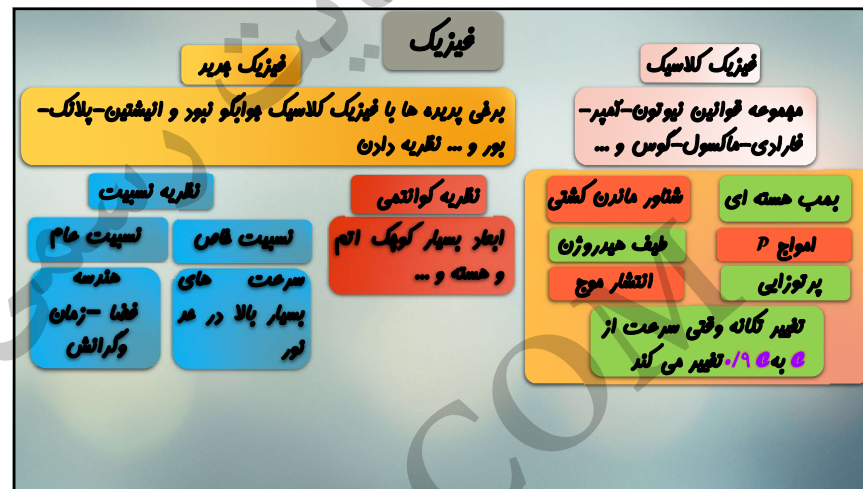 فیزیک
فیزیک کلاسیک
مجموعه قوانین نیوتون-آمپر-
فارادی-ماکسول-گوس و ...
بمب هسته ای
شناور ماندن کشتی
امواج P
طیف هیدروژن
پرتوزایی
انتشار موج
تغییر تکانه وقتی سرعت از
به ۰/۹ تغییر می کند
فیزیک جدید
برخی پدیده ها با فیزیک کلاسیک جوابگو نبود و انیشتین-پلانک-
بور و ... نظریه دادن
نظریه کوانتمی
ابعاد بسیار کوچک اتم
و هسته و ...
نظریه نسبیت
نسبیت خاص
سرعت های
بسیار بالا در حد
نور
نسبیت عام
هندسه
فضا -زمان
وگرانش
COM